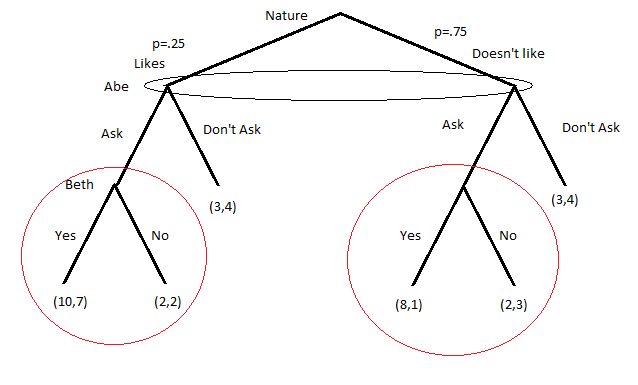 Nature
p=.25
p=.75
Likes
Doesn't like
Abe
Ask
Don't Ask
Ask
Don't Ask
Beth
(3,4)
(3,4)
Yes
No
Yes
No
(10,7)
(2,2)
(8,1)
(2,3)